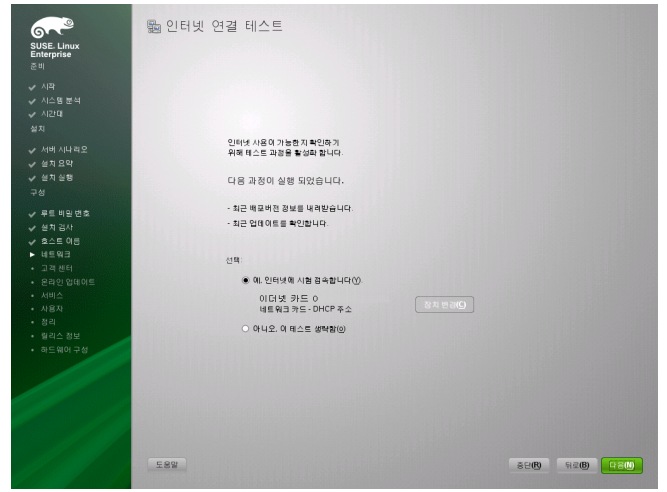 SUSE. Linux
Enterprise
준비
시작
시스템 분석
시간대
설치
서버 시나리오
설치 요약
설치 실행
구성
루트 비밀 번호
설치 검사
호스트 이름
네트워크
고객 센터
온라인 업데이트
서비스
사용자
정리
릴리스 정보
하드웨어 구성
인터넷 연결 테스트
인터넷 사용이 가능한지 확인하기
위해 테스트 과정을 활성화 합니다.
다음 과정이 실행 되었습니다.
- 최근 배포버전 정보를 내려받습니다.
- 최근 업데이트를 확인합니다.
선택:
예, 인터넷에 시험 접속합니다(Y).
이더넷 카드 0
네트워크 카드 - DHCP 주소
장치 변경(C)
아니오, 이 테스트 생략함(o)
도움말
중단(R)
뒤로(B)
다음(N)